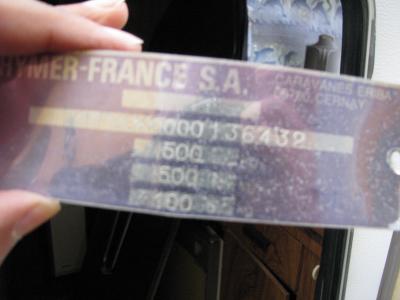 HYMER-FRANCE S.A.
CARAVANES ERIBA
CERNAY
000136432
500
500
100